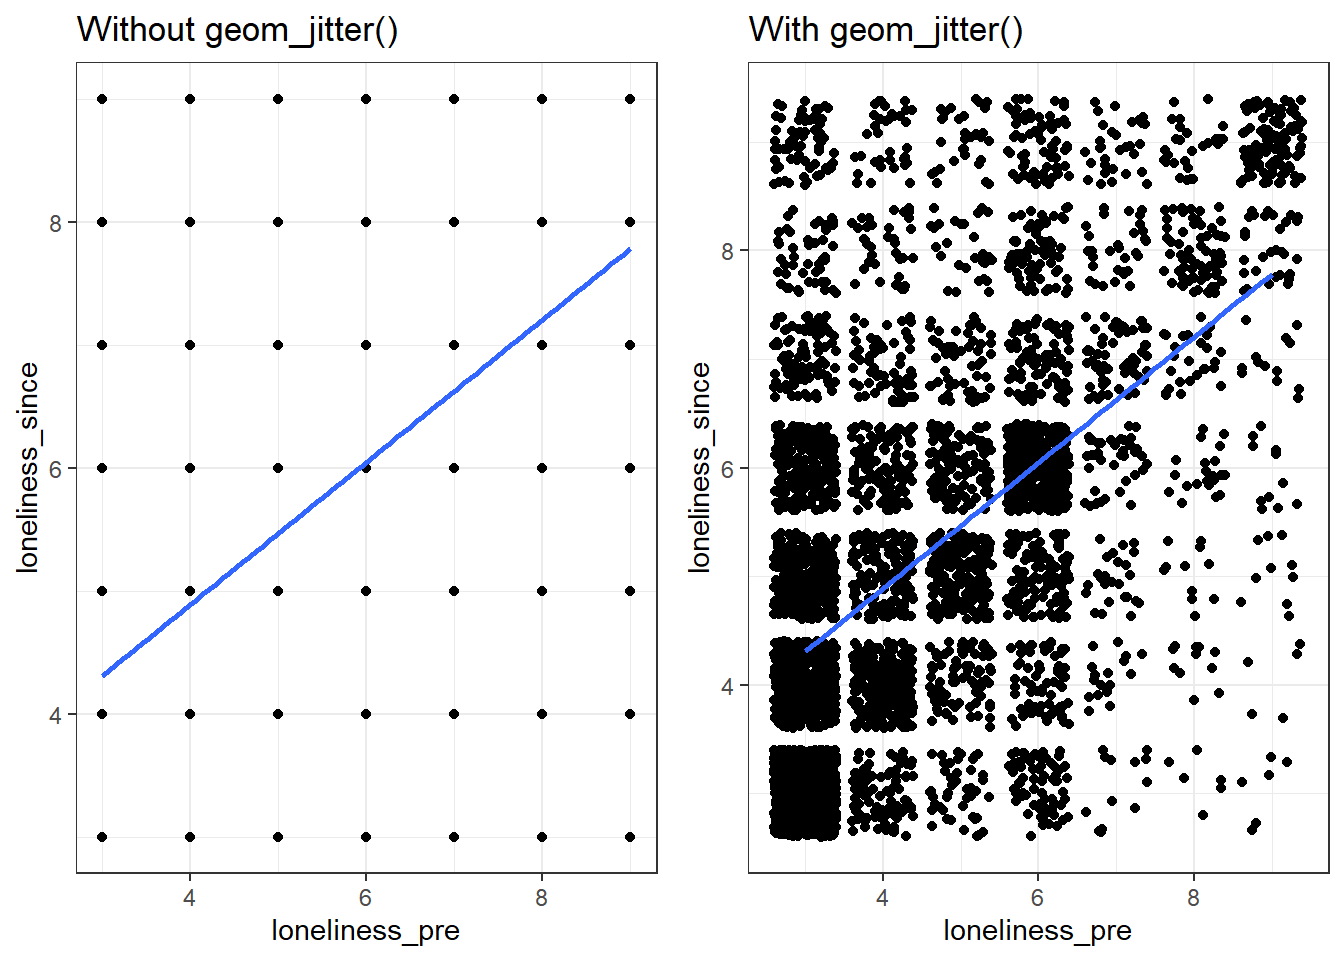 Without geom_jitter()
loneliness_since
8
6
4
4 6 8
loneliness_pre
With geom_jitter()
loneliness_since
8
6
4
4 6 8
loneliness_pre